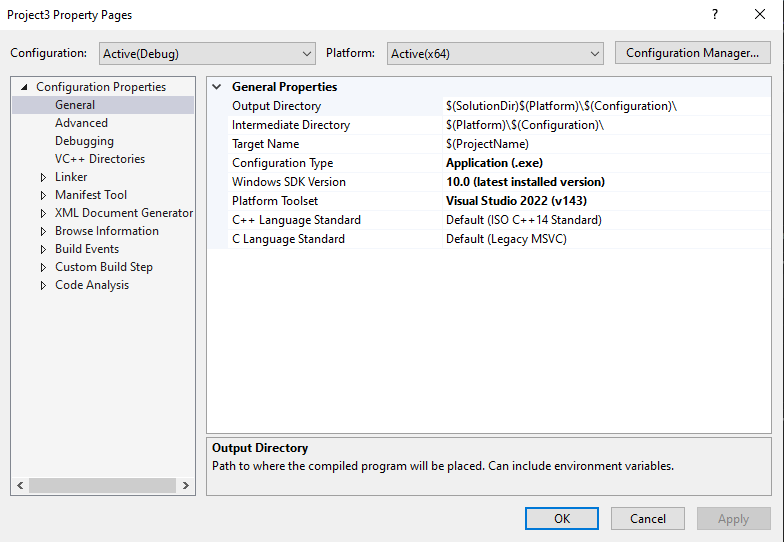 Project3 Property Pages
?
Configuration: Active(Debug) Platform: Active(x64) Configuration Manager...
Configuration Properties
General
Advanced
Debugging
VC++ Directories
Linker
Manifest Tool
XML Document Generator
Browse Information
Build Events
Custom Build Step
Code Analysis
General Properties
Output Directory $(SolutionDir)$(Platform)\$(Configuration)\
Intermediate Directory $(Platform)\$(Configuration)\
Target Name $(ProjectName)
Configuration Type Application (.exe)
Windows SDK Version 10.0 (latest installed version)
Platform Toolset Visual Studio 2022 (v143)
C++ Language Standard Default (ISO C++14 Standard)
C Language Standard Default (Legacy MSVC)
Output Directory
Path to where the compiled program will be placed. Can include environment variables.
OK Cancel Apply